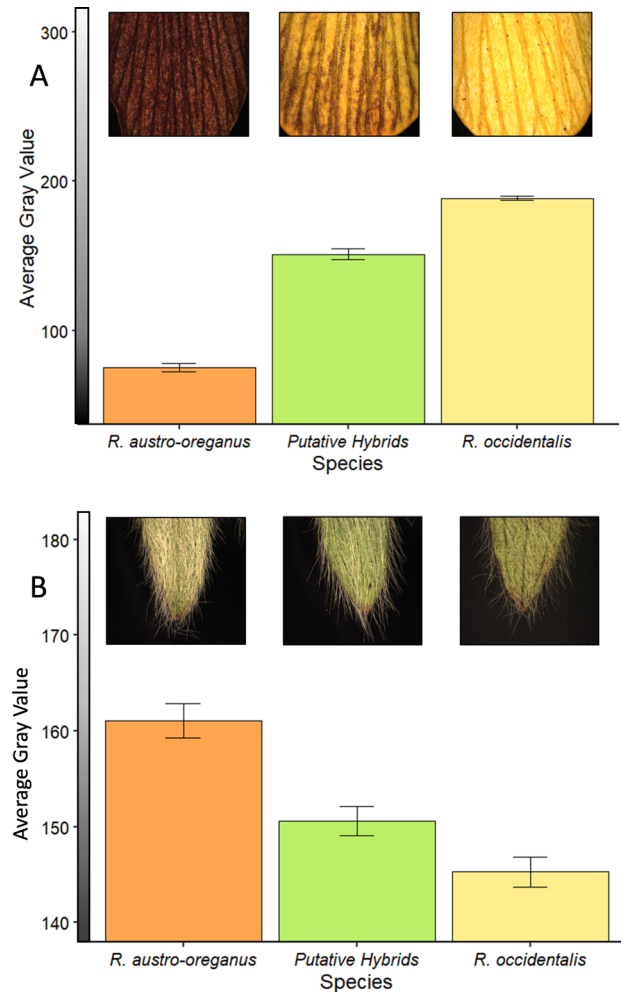 A
Average Gray Value
300
200
100
R. austro-oreganus Putative Hybrids R. occidentalis
Species
B
Average Gray Value
180
170
160
150
140
R. austro-oreganus Putative Hybrids R. occidentalis
Species